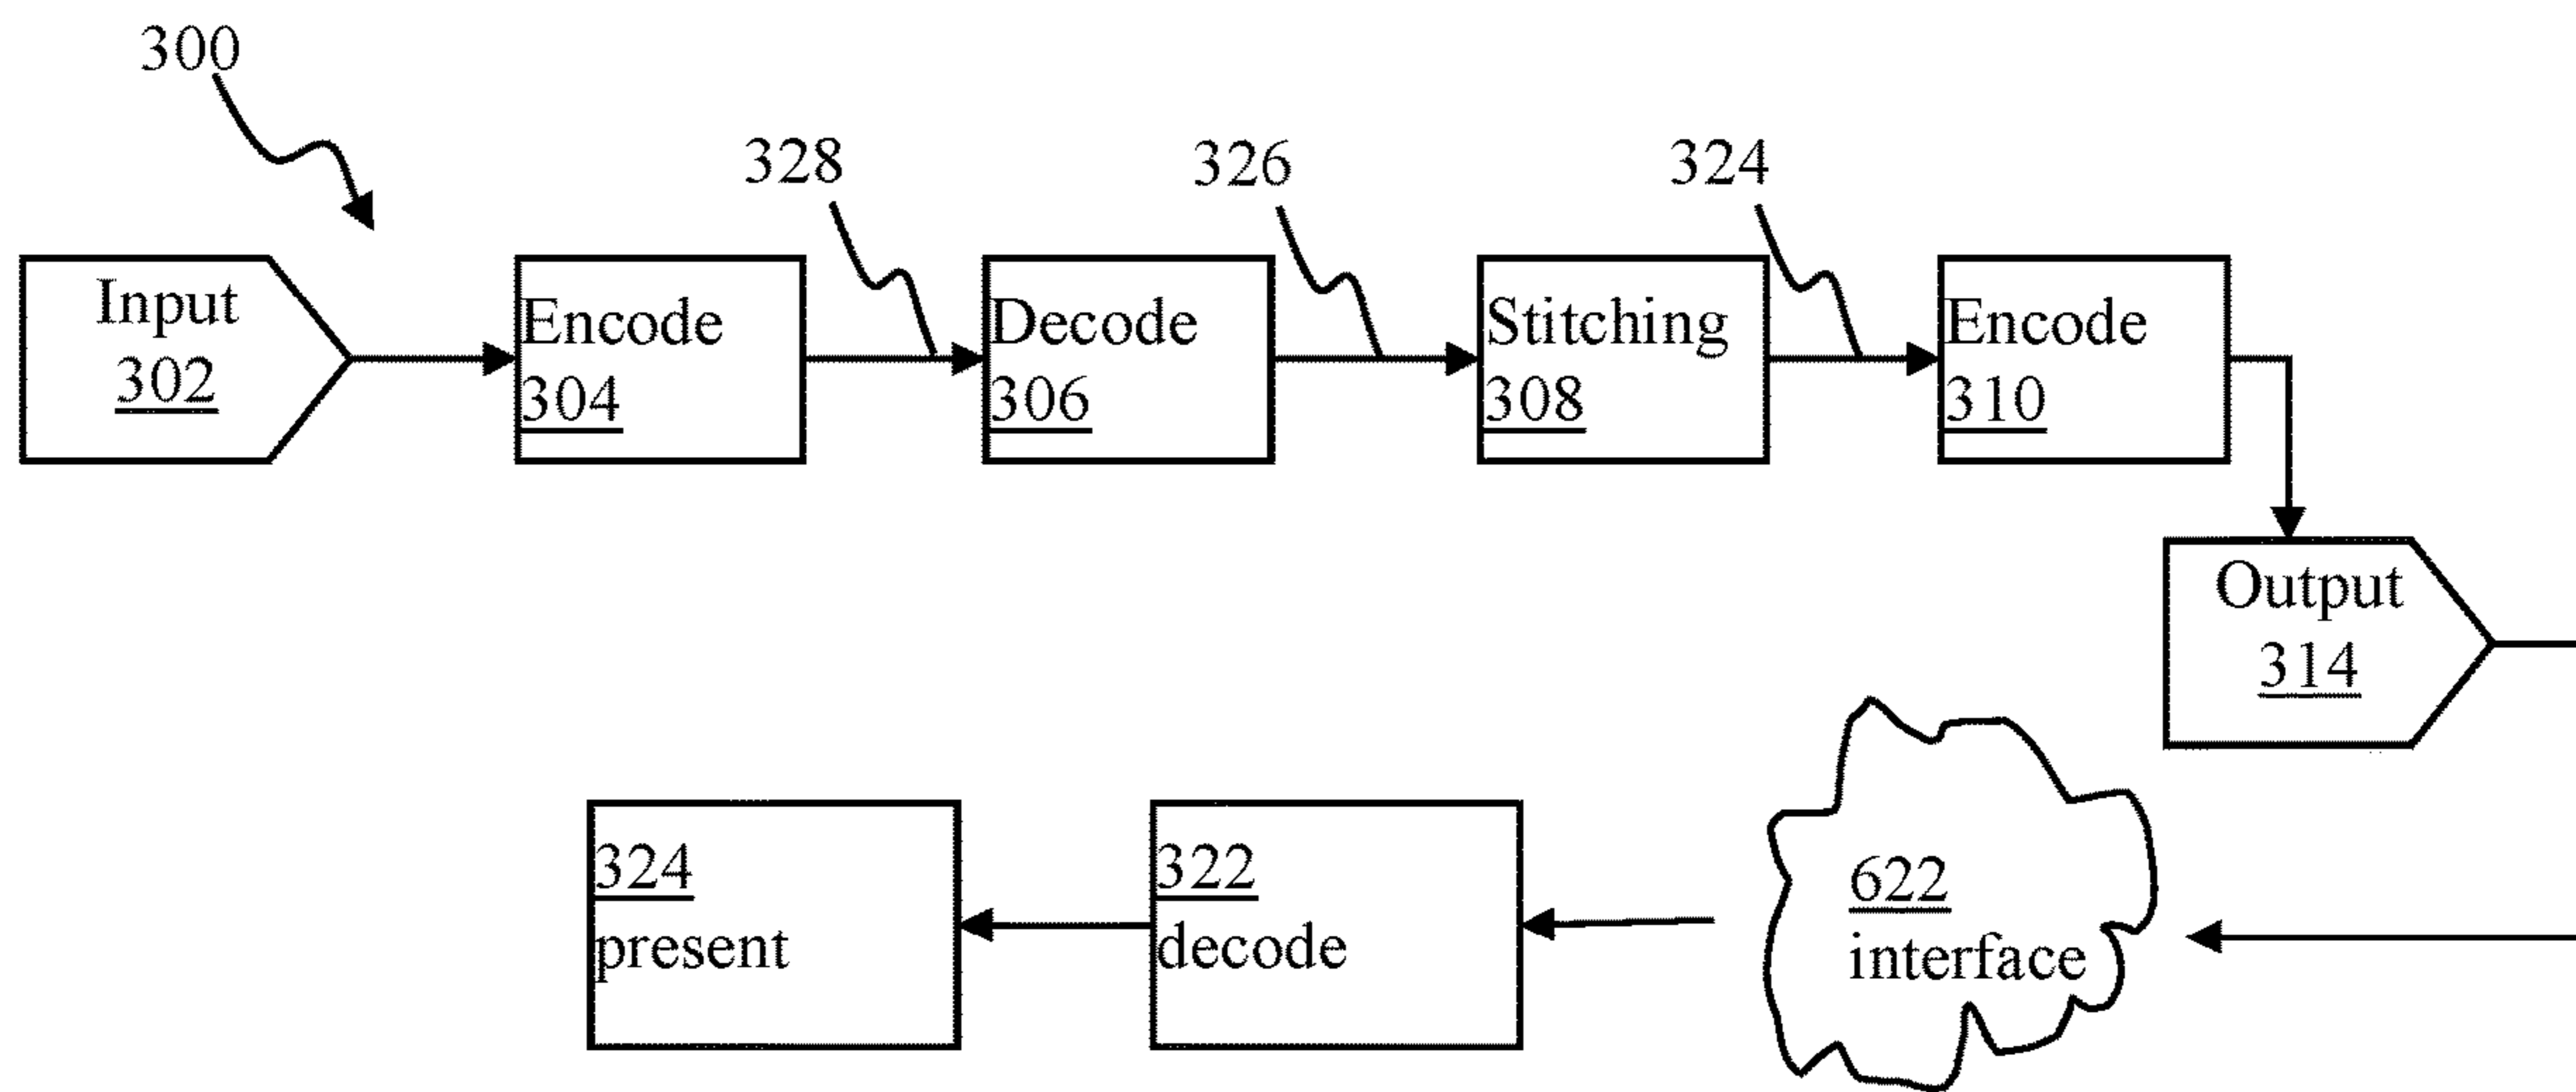 300
328
326
324
Input
302
Encode
304
Decode
306
Stitching
308
Encode
310
Output
314
324
present
322
decode
622
interface